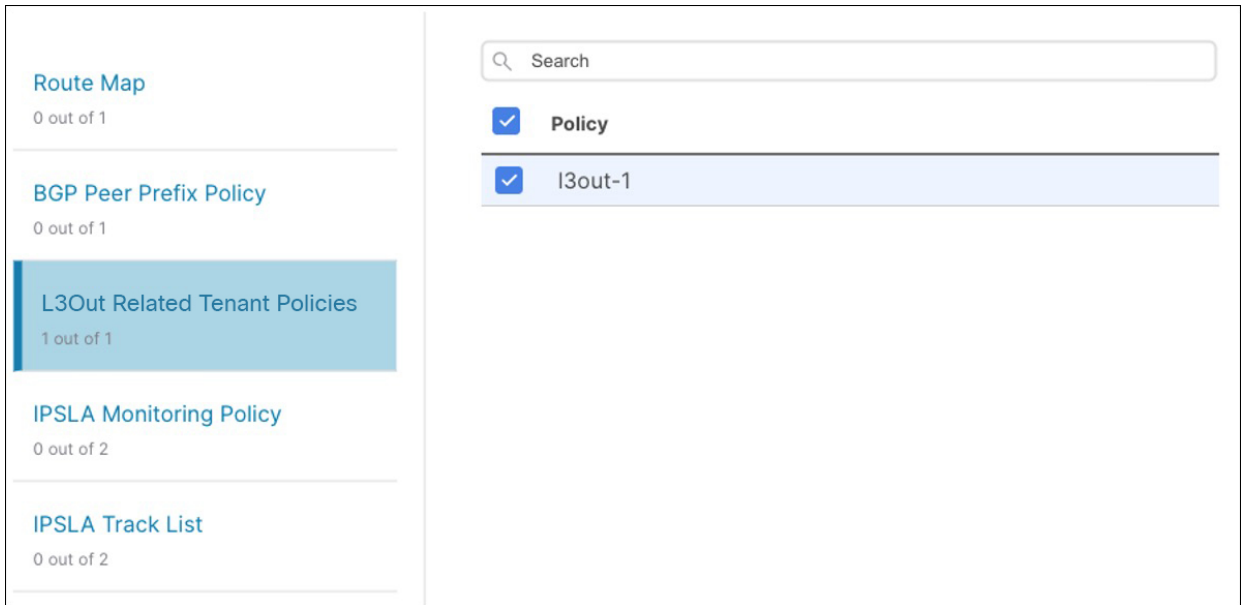 Route Map
0 out of 1
BGP Peer Prefix Policy
0 out of 1
L3Out Related Tenant Policies
1 out of 1
IPSLA Monitoring Policy
0 out of 2
IPSLA Track List
0 out of 2
Search
Policy
l3out-1